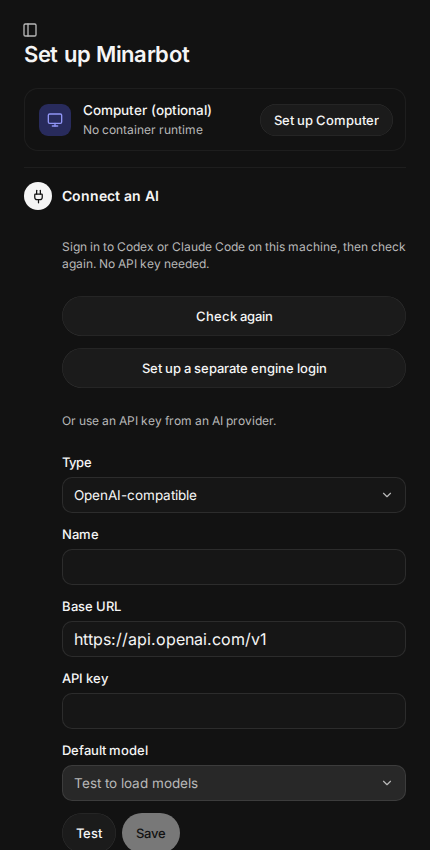 Set up Minarbot
Computer (optional)
No container runtime
Set up Computer
Connect an AI
Sign in to Codex or Claude Code on this machine, then check
again. No API key needed.
Check again
Set up a separate engine login
Or use an API key from an AI provider.
Type
OpenAI-compatible
Name
Base URL
https://api.openai.com/v1
API key
Default model
Test to load models
Test
Save